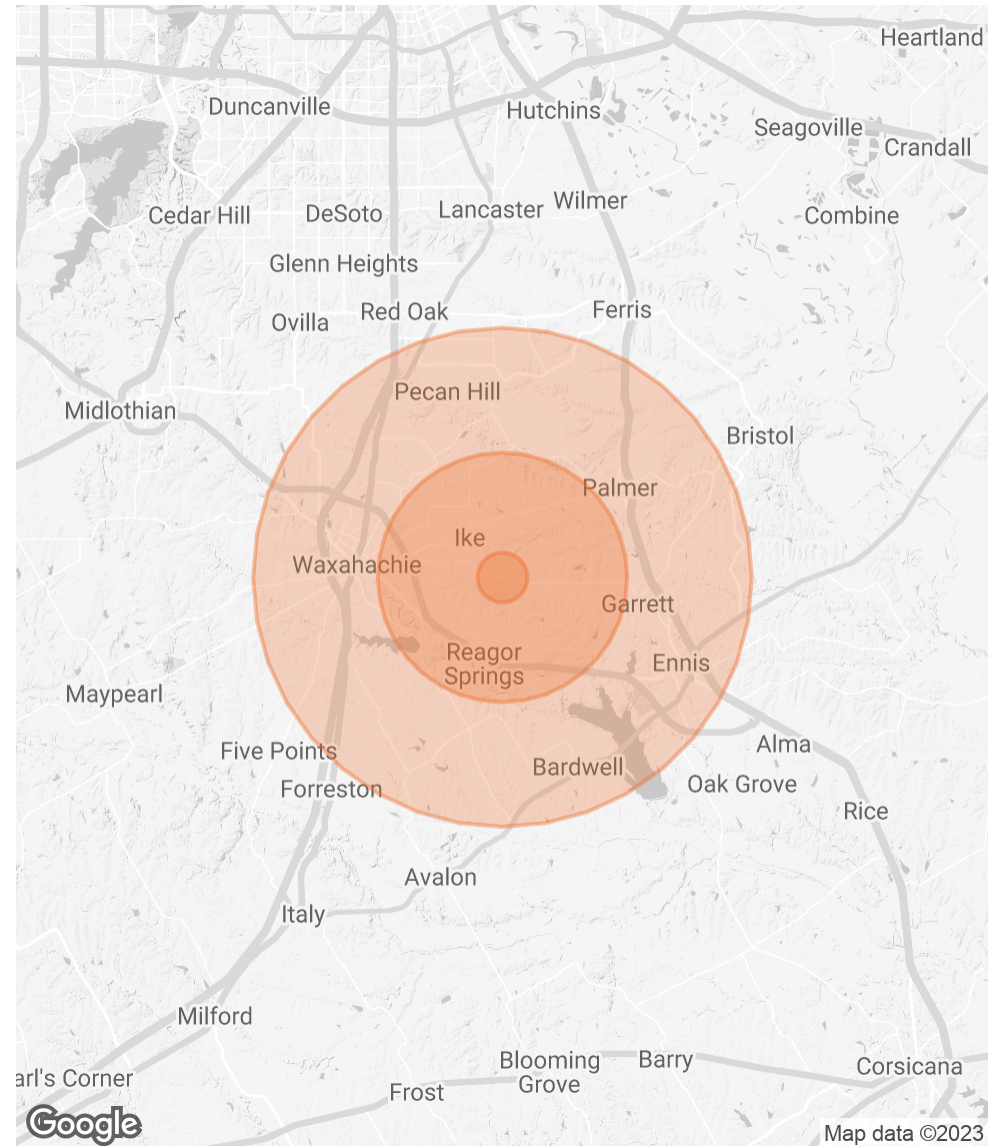 Heartland
Duncanville
Hutchins
Seagoville
Crandall
Cedar Hill
DeSoto
Lancaster
Wilmer
Combine
Glenn Heights
Ovilla
Red Oak
Ferris
Pecan Hill
Midlothian
Bristol
Palmer
Ike
Waxahachie
Garrett
Reagor
Springs
Ennis
Maypearl
Five Points
Bardwell
Alma
Forreston
Oak Grove
Rice
Avalon
Italy
Milford
Blooming
Grove
Barry
Corsicana
arl's Corner
Frost
Google
Map data ©2023